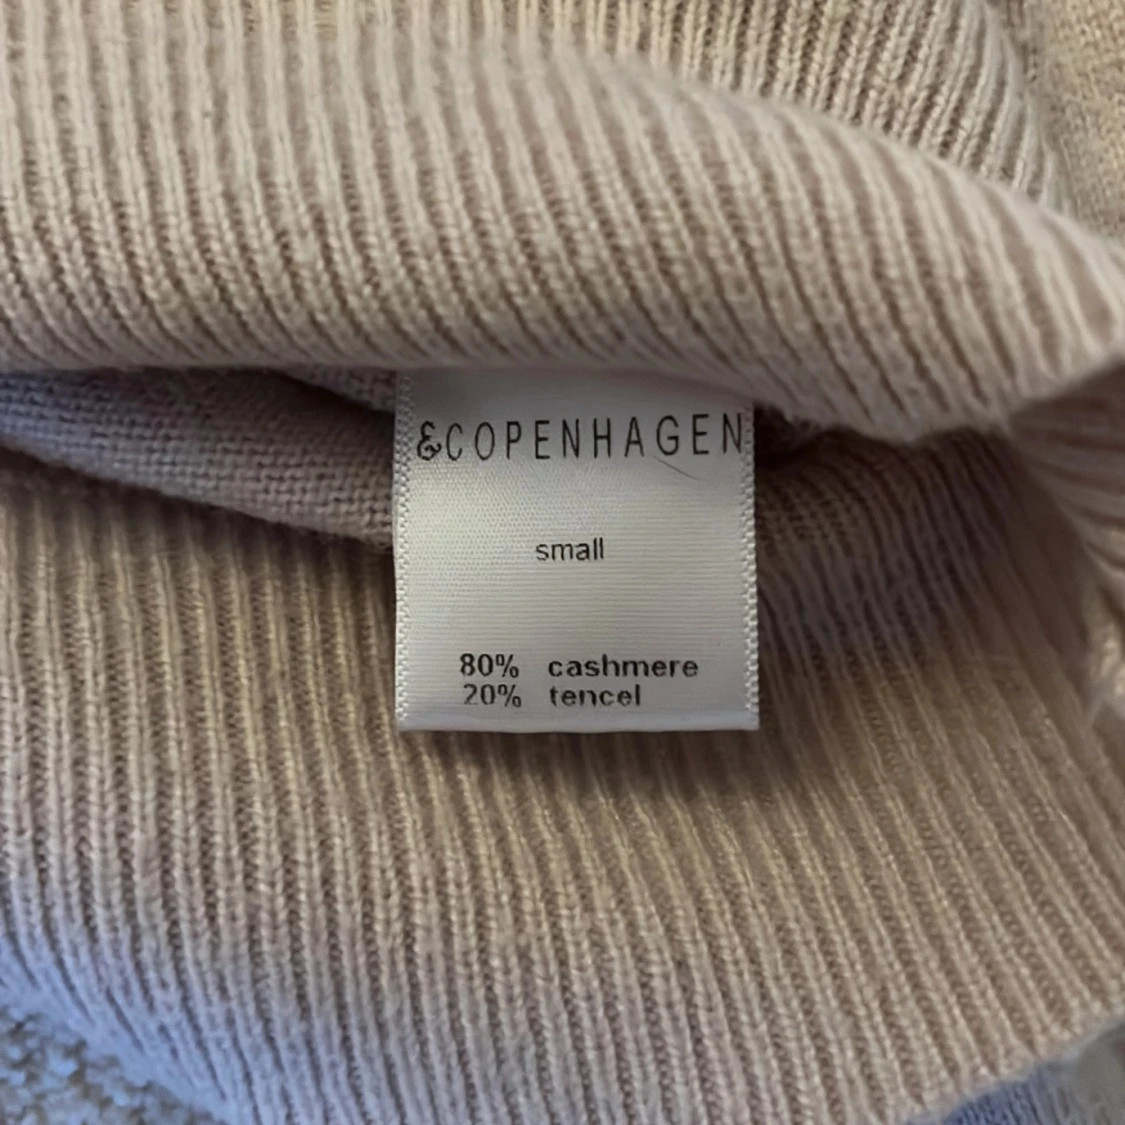 &COPENHAGEN
small
80% cashmere
20% tencel